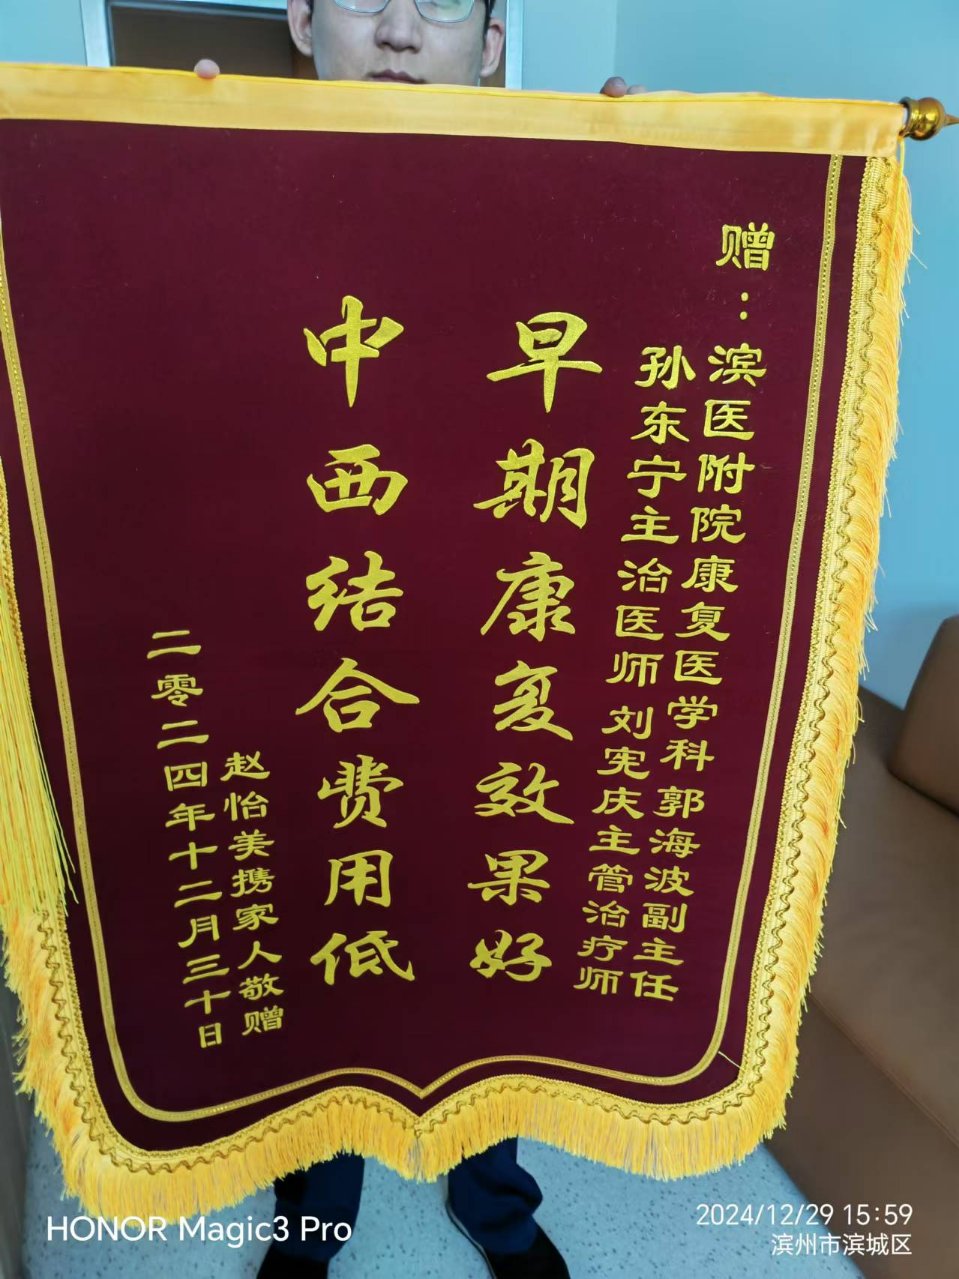 赠：滨医附院康复医学科郭海波副主任
孙东宁主治医师刘宪庆主管治疗师
早期康复效果好
中西结合费用低
赵怡美携家人敬赠
二零二四年十二月三十日
HONOR Magic3 Pro
2024/12/29 15:59
滨州市滨城区